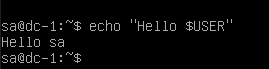 sa@dc-1:~$ echo "Hello $USER"
Hello sa
sa@dc-1:~$